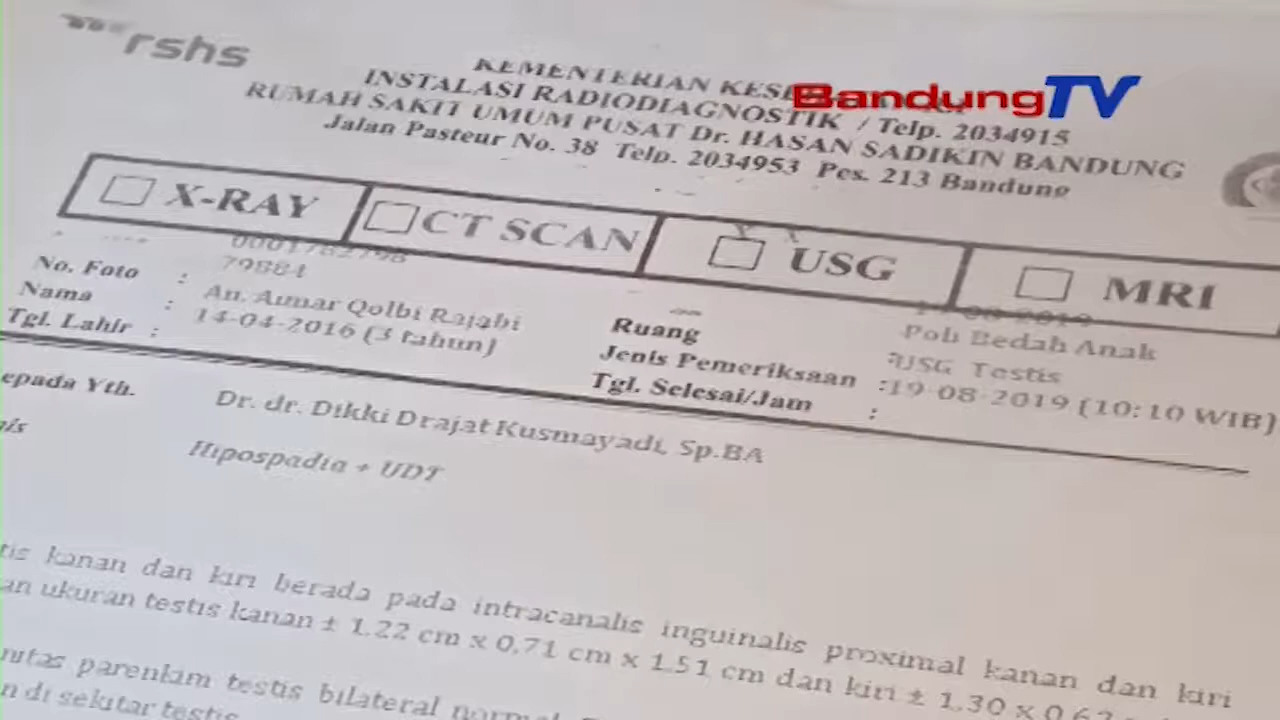 rshs
BandungTV
KEMENTERIAN
INSTALASI RADIODIAGNOSTIK / Telp. 2034915
RUMAH SAKIT UMUM PUSAT Dr. HASAN SADIKIN BANDUNG
Jalan Pasteur No. 38 Telp. 2034953 Pes. 213 Bandung
X-RAY CT SCAN USG MRI
No. Foto : 79884
Nama : An. Aumar Qolbi Rajabi
Tgl. Lahir : 14-04-2016 (3 tahun)
Ruang Poli Bedah Anak
Jenis Pemeriksaan : USG Testis
Tgl. Selesai/Jam : 19-08-2019 (10:10 WIB)
epada Yth. Dr. dr. Dikki Drajat Kusmayadi, Sp.BA
Hipospadia + UDT
tis kanan dan kiri berada pada intracanalis inguinalis proximal kanan dan kiri
an ukuran testis kanan ± 1.22 cm x 0.71 cm x 1.51 cm dan kiri ± 1.30 x
parenkim testis bilateral normal
n di sekitar testis